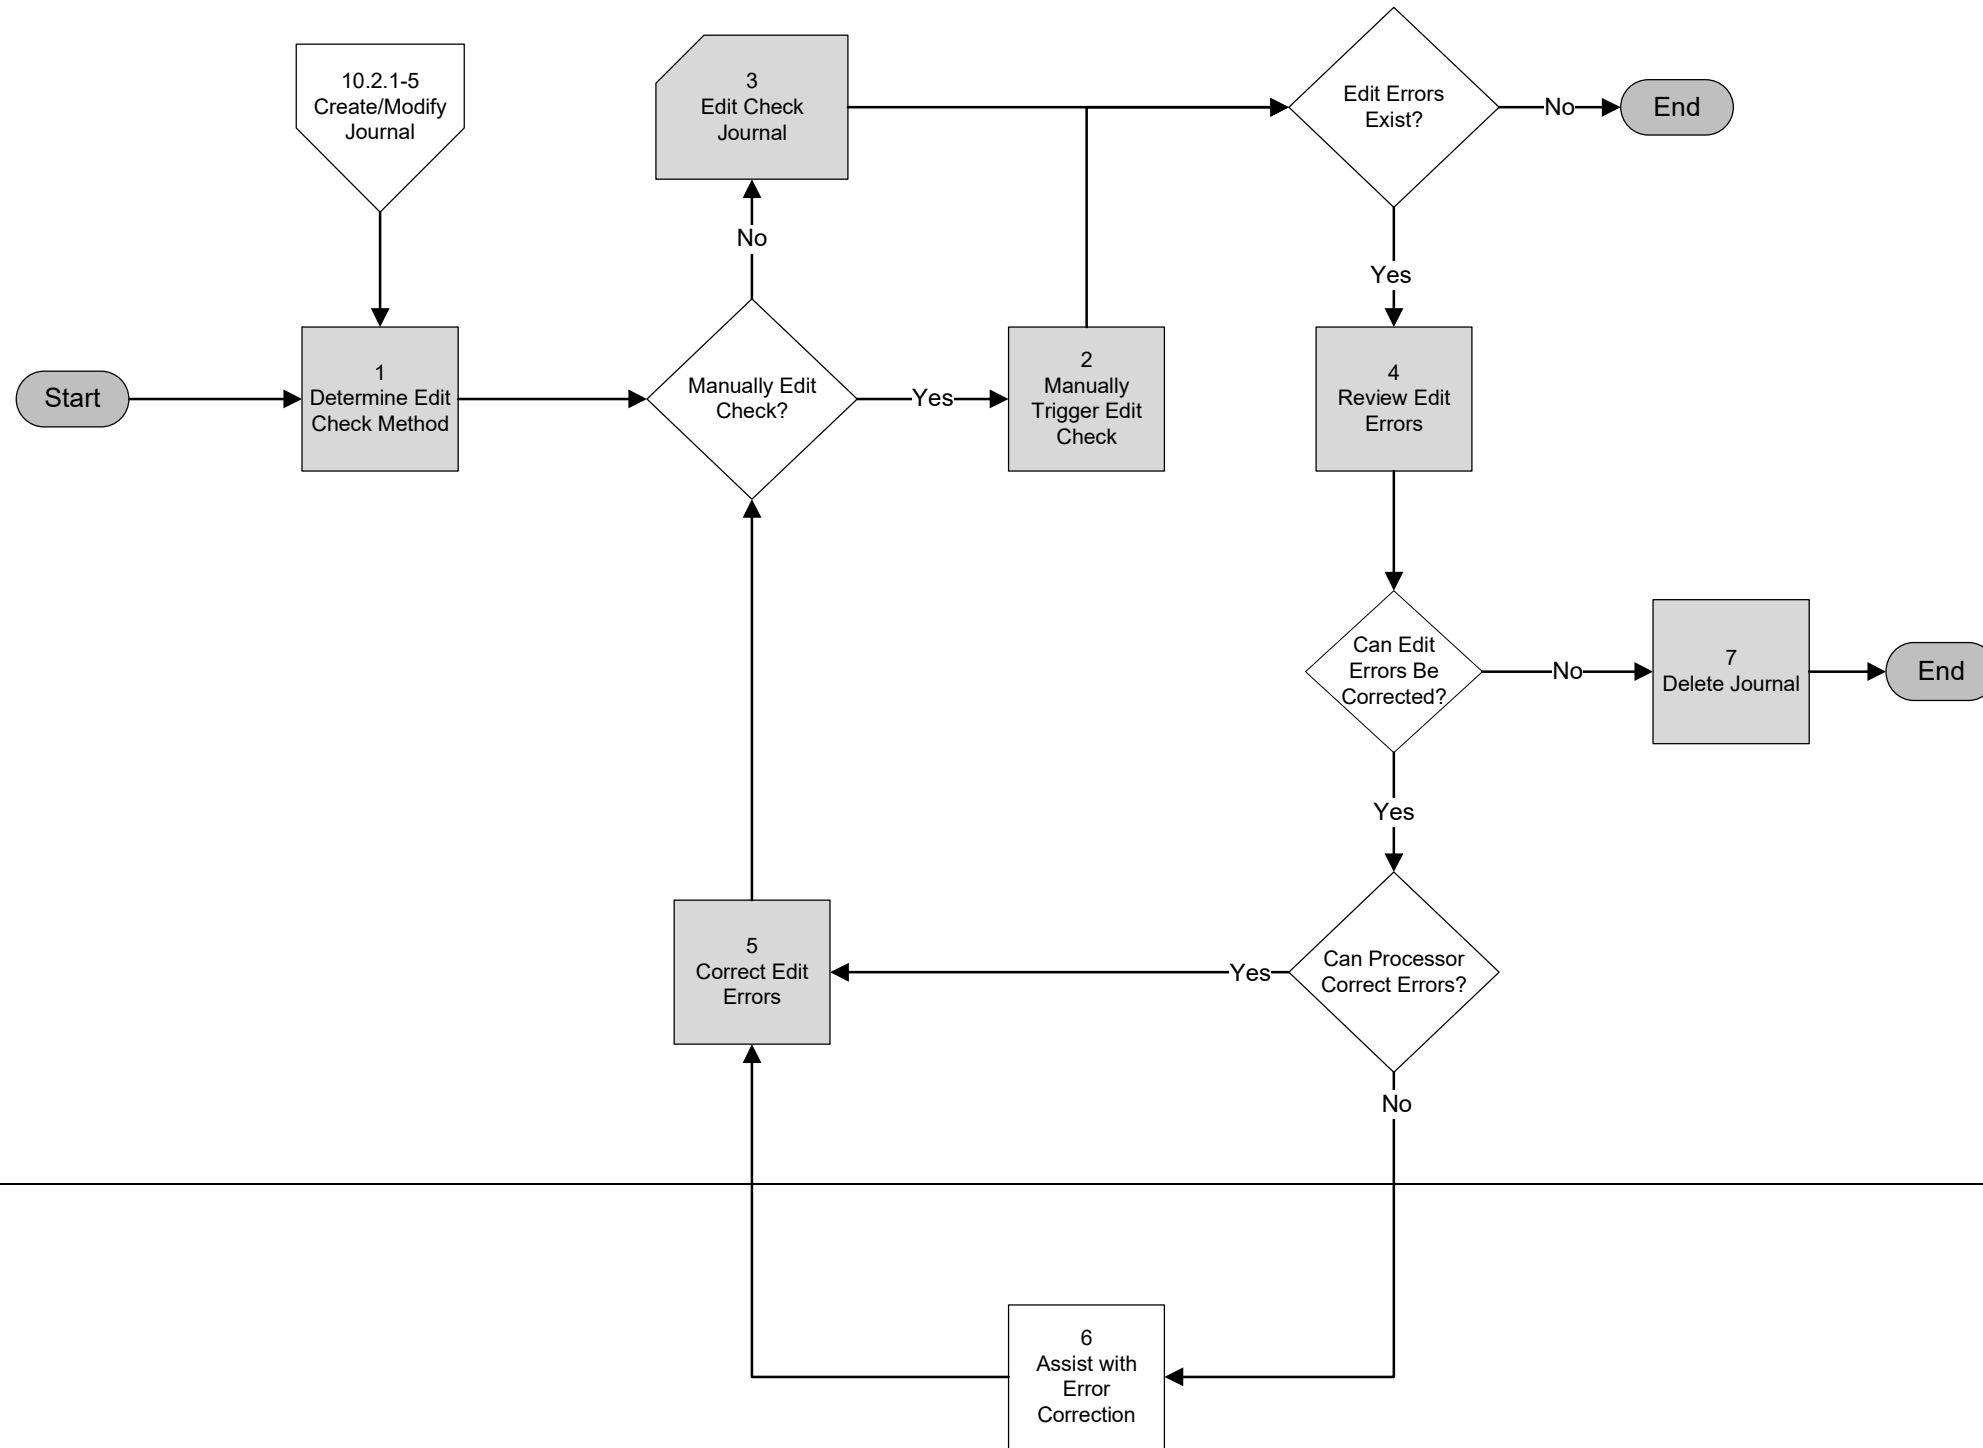 10.2.1-5
Create/Modify
Journal
3
Edit Check
Journal
Edit Errors
Exist?
No
End
No
Yes
Start
1
Determine Edit
Check Method
Manually Edit
Check?
Yes
2
Manually
Trigger Edit
Check
4
Review Edit
Errors
Can Edit
Errors Be
Corrected?
No
7
Delete Journal
End
Yes
5
Correct Edit
Errors
Yes
Can Processor
Correct Errors?
No
6
Assist with
Error
Correction